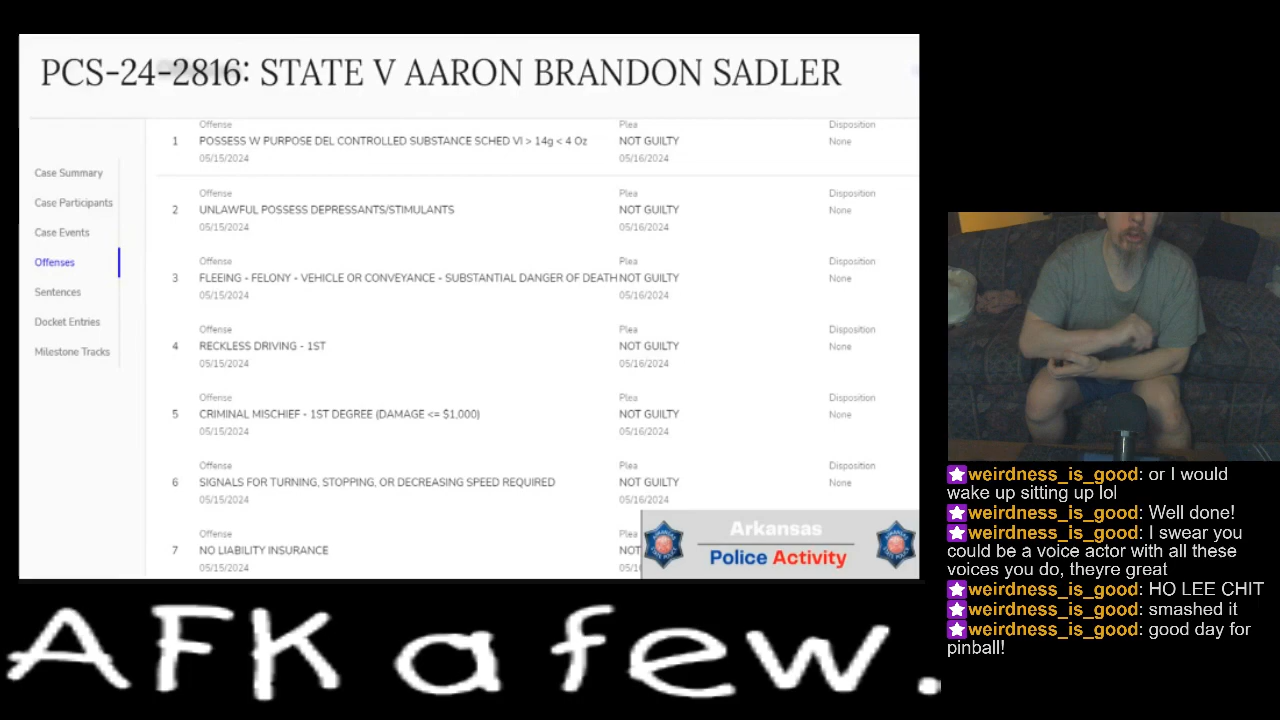 PCS-24-2816: STATE V AARON BRANDON SADLER
Case Summary
Case Participants
Case Events
Offenses
Sentences
Docket Entries
Milestone Tracks
Offense Plea Disposition
1 POSSESS W PURPOSE DEL CONTROLLED SUBSTANCE SCHED VI > 14g < 4 Oz NOT GUILTY None
05/15/2024 05/16/2024
Offense Plea Disposition
2 UNLAWFUL POSSESS DEPRESSANTS/STIMULANTS NOT GUILTY None
05/15/2024 05/16/2024
Offense Plea Disposition
3 FLEEING - FELONY - VEHICLE OR CONVEYANCE - SUBSTANTIAL DANGER OF DEATH NOT GUILTY None
05/15/2024 05/16/2024
Offense Plea Disposition
4 RECKLESS DRIVING - 1ST NOT GUILTY None
05/15/2024 05/16/2024
Offense Plea Disposition
5 CRIMINAL MISCHIEF - 1ST DEGREE (DAMAGE <= $1,000) NOT GUILTY None
05/15/2024 05/16/2024
Offense Plea Disposition
6 SIGNALS FOR TURNING, STOPPING, OR DECREASING SPEED REQUIRED NOT GUILTY None
05/15/2024 05/16/2024
Offense Plea
7 NO LIABILITY INSURANCE NOT
05/15/2024 05/1
Arkansas
Police Activity
AFK a few.
weirdness_is_good: or I would
wake up sitting up lol
weirdness_is_good: Well done!
weirdness_is_good: I swear you
could be a voice actor with all these
voices you do, theyre great
weirdness_is_good: HO LEE CHIT
weirdness_is_good: smashed it
weirdness_is_good: good day for
pinball!